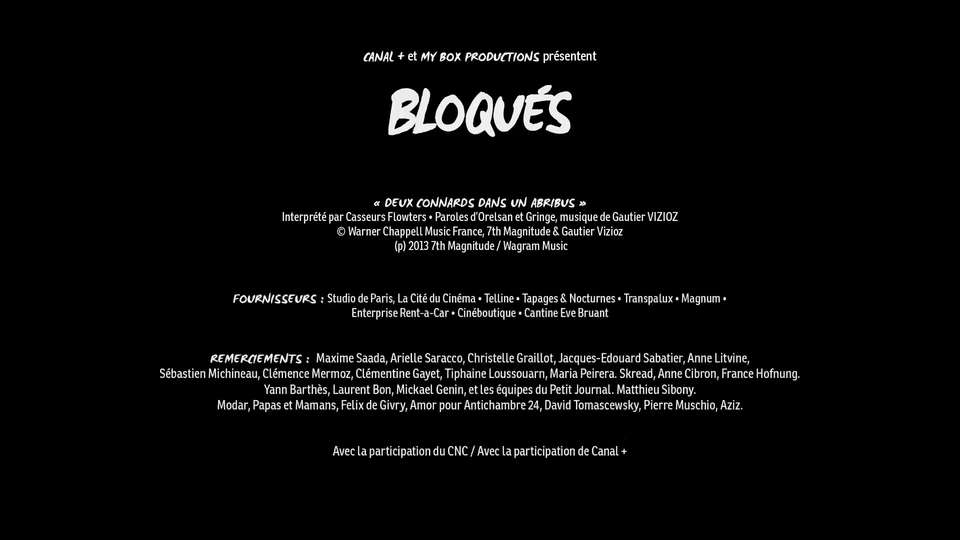 CANAL + et MY BOX PRODUCTIONS présentent
BLOQUÉS
« DEUX CONNARDS DANS UN ABRIBUS »
Interprété par Casseurs Flowters • Paroles d'Orelsan et Gringe, musique de Gautier VIZIOZ
© Warner Chappell Music France, 7th Magnitude & Gautier Vizioz
(p) 2013 7th Magnitude / Wagram Music
FOURNISSEURS : Studio de Paris, La Cité du Cinéma • Telline • Tapages & Nocturnes • Transpalux • Magnum •
Enterprise Rent-a-Car • Cinéboutique • Cantine Eve Bruant
REMERCIEMENTS : Maxime Saada, Arielle Saracco, Christelle Graillot, Jacques-Edouard Sabatier, Anne Litvine,
Sébastien Michineau, Clémence Mermoz, Clémentine Gayet, Tiphaine Loussouarn, Maria Peirera. Skread, Anne Cibron, France Hofnung.
Yann Barthès, Laurent Bon, Mickael Genin, et les équipes du Petit Journal. Matthieu Sibony.
Modar, Papas et Mamans, Felix de Givry, Amor pour Antichambre 24, David Tomascewsky, Pierre Muschio, Aziz.
Avec la participation du CNC / Avec la participation de Canal +